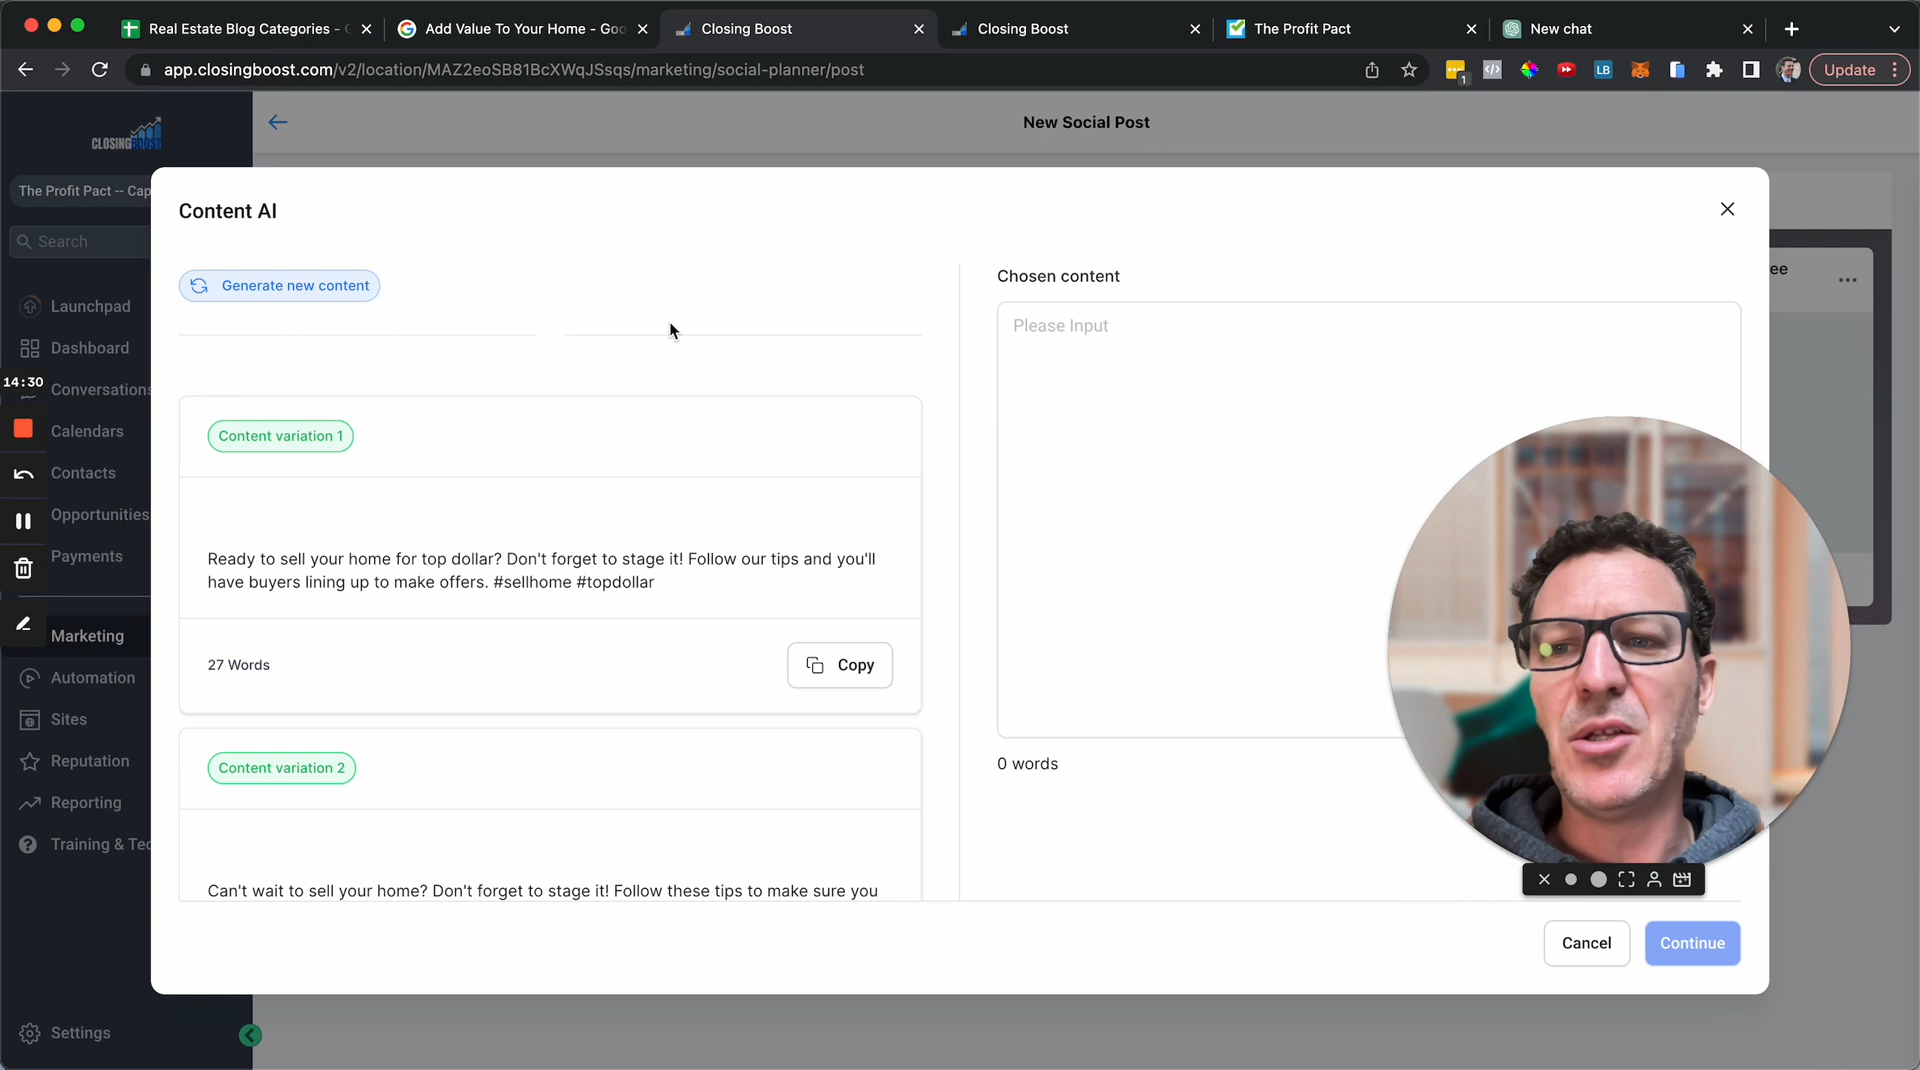 Real Estate Blog Categories -
Add Value To Your Home - Goo
Closing Boost
Closing Boost
The Profit Pact
New chat
app.closingboost.com/v2/location/MAZ2eoSB81BcXWqJSsqs/marketing/social-planner/post
1
LB
Update
CLOSINGBOOST
New Social Post
The Profit Pact -- Cap
Search
Content AI
Generate new content
Chosen content
ee
Please Input
Launchpad
Dashboard
14:30
Conversations
Calendars
Content variation 1
Contacts
Opportunities
Payments
Ready to sell your home for top dollar? Don't forget to stage it! Follow our tips and you'll
have buyers lining up to make offers. #sellhome #topdollar
Marketing
27 Words
Copy
Automation
Sites
Reputation
Content variation 2
0 words
Reporting
Training & Tec
Can't wait to sell your home? Don't forget to stage it! Follow these tips to make sure you
Cancel
Continue
Settings